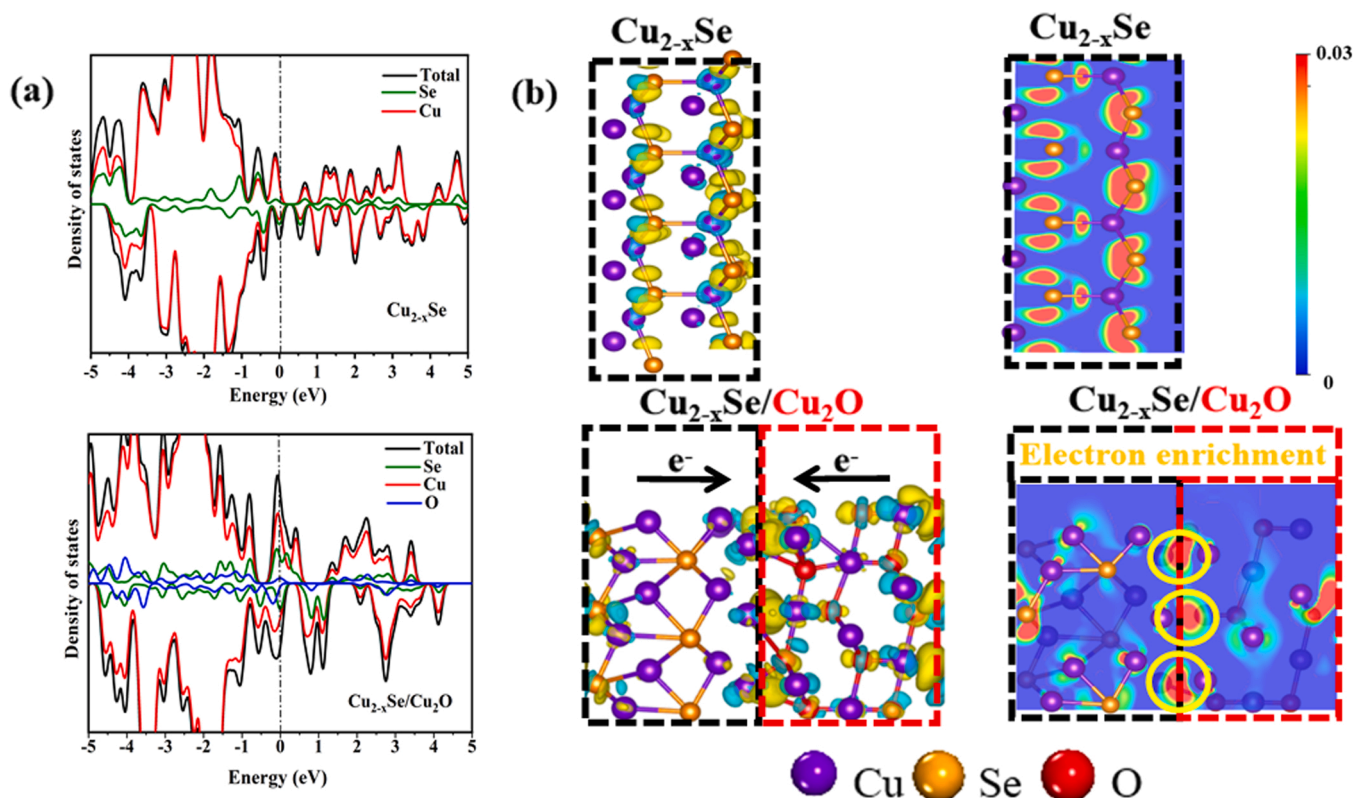 (a)
Density of states
Total
Se
Cu
Cu2-xSe
-5 -4 -3 -2 -1 0 1 2 3 4 5
Energy (eV)
Density of states
Total
Se
Cu
O
Cu2-xSe/Cu2O
-5 -4 -3 -2 -1 0 1 2 3 4 5
Energy (eV)
(b)
Cu2-xSe
Cu2-xSe
0.03
0
Cu2-xSe/Cu2O
e-
e-
Cu2-xSe/Cu2O
Electron enrichment
Cu Se O